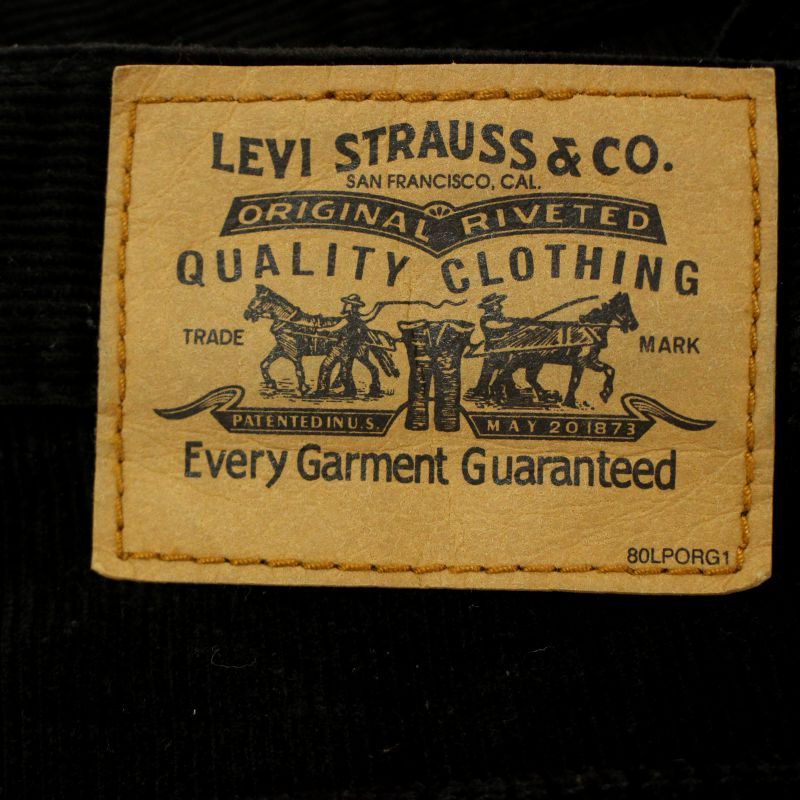 LEVI STRAUSS & CO.
SAN FRANCISCO, CAL.
ORIGINAL RIVETED
QUALITY CLOTHING
TRADE MARK
PATENTED IN U.S. MAY 20 1873
Every Garment Guaranteed
80LPORG1